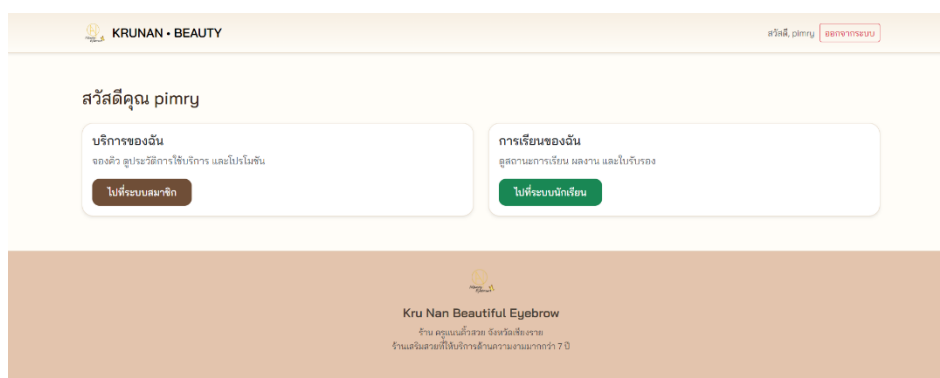 KRUNAN • BEAUTY
สวัสดี, pimry
ออกจากระบบ
สวัสดีคุณ pimry
บริการของฉัน
จองคิว ดูประวัติการใช้บริการ และโปรโมชัน
ไปที่ระบบสมาชิก
การเรียนของฉัน
ดูสถานะการเรียน ผลงาน และใบรับรอง
ไปที่ระบบนักเรียน
Kru Nan Beautiful Eyebrow
ร้าน ครูแนนคิ้วสวย จังหวัดเชียงราย
ร้านเสริมสวยที่ให้บริการด้านความงามมากกว่า 7 ปี